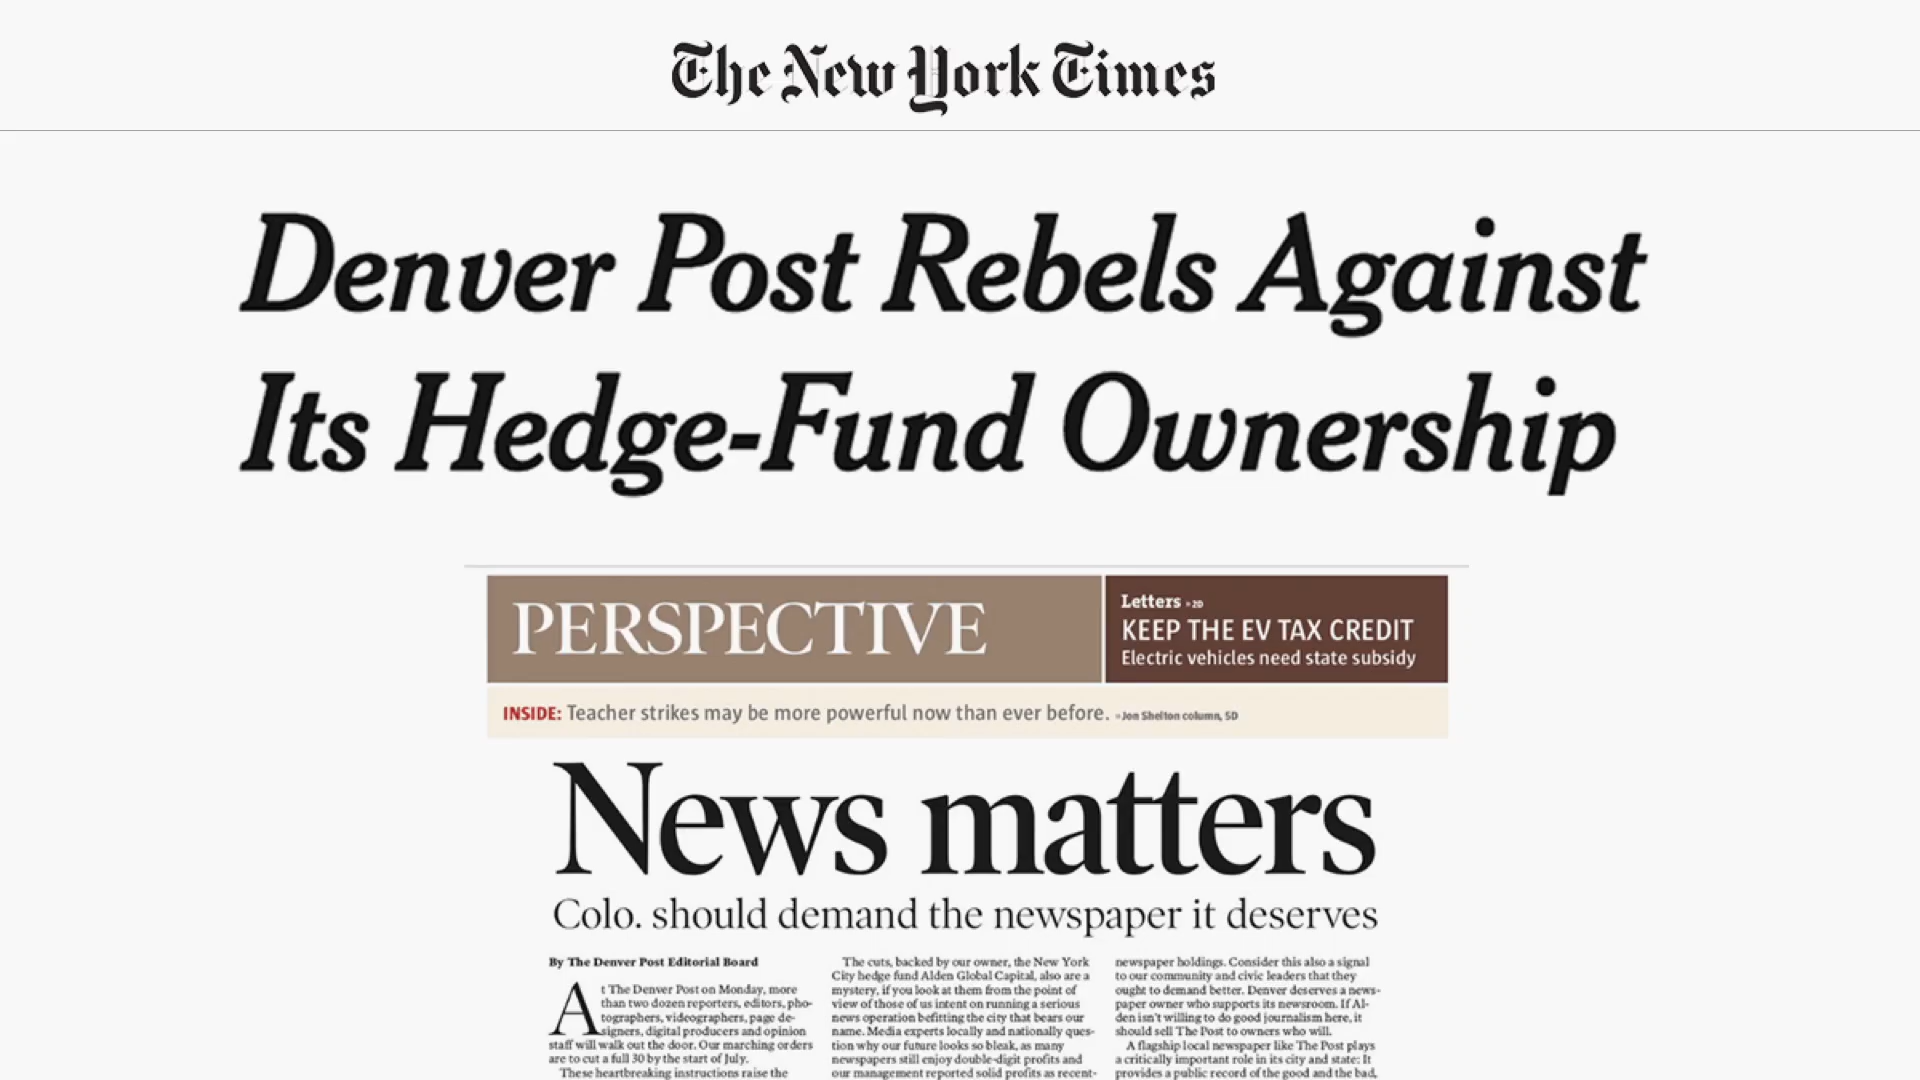 The New York Times
Denver Post Rebels Against
Its Hedge-Fund Ownership
PERSPECTIVE
Letters »2D
KEEP THE EV TAX CREDIT
Electric vehicles need state subsidy
INSIDE: Teacher strikes may be more powerful now than ever before. »Jon Shelton column, 5D
News matters
Colo. should demand the newspaper it deserves
By The Denver Post Editorial Board
At The Denver Post on Monday, more
than two dozen reporters, editors, pho-
tographers, videographers, page de-
signers, digital producers and opinion
staff will walk out the door. Our marching orders
are to cut a full 30 by the start of July.
These heartbreaking instructions raise the
The cuts, backed by our owner, the New York
City hedge fund Alden Global Capital, also are a
mystery, if you look at them from the point of
view of those of us intent on running a serious
news operation befitting the city that bears our
name. Media experts locally and nationally ques-
tion why our future looks so bleak, as many
newspapers still enjoy double-digit profits and
our management reported solid profits as recent-
newspaper holdings. Consider this also a signal
to our community and civic leaders that they
ought to demand better. Denver deserves a news-
paper owner who supports its newsroom. If Al-
den isn't willing to do good journalism here, it
should sell The Post to owners who will.
A flagship local newspaper like The Post plays
a critically important role in its city and state: It
provides a public record of the good and the bad,